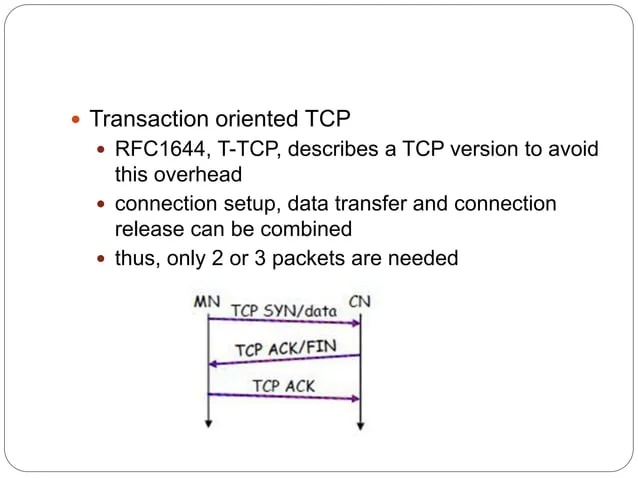 Transaction oriented TCP
RFC1644, T-TCP, describes a TCP version to avoid
this overhead
connection setup, data transfer and connection
release can be combined
thus, only 2 or 3 packets are needed
MN CN
TCP SYN/data
TCP ACK/FIN
TCP ACK